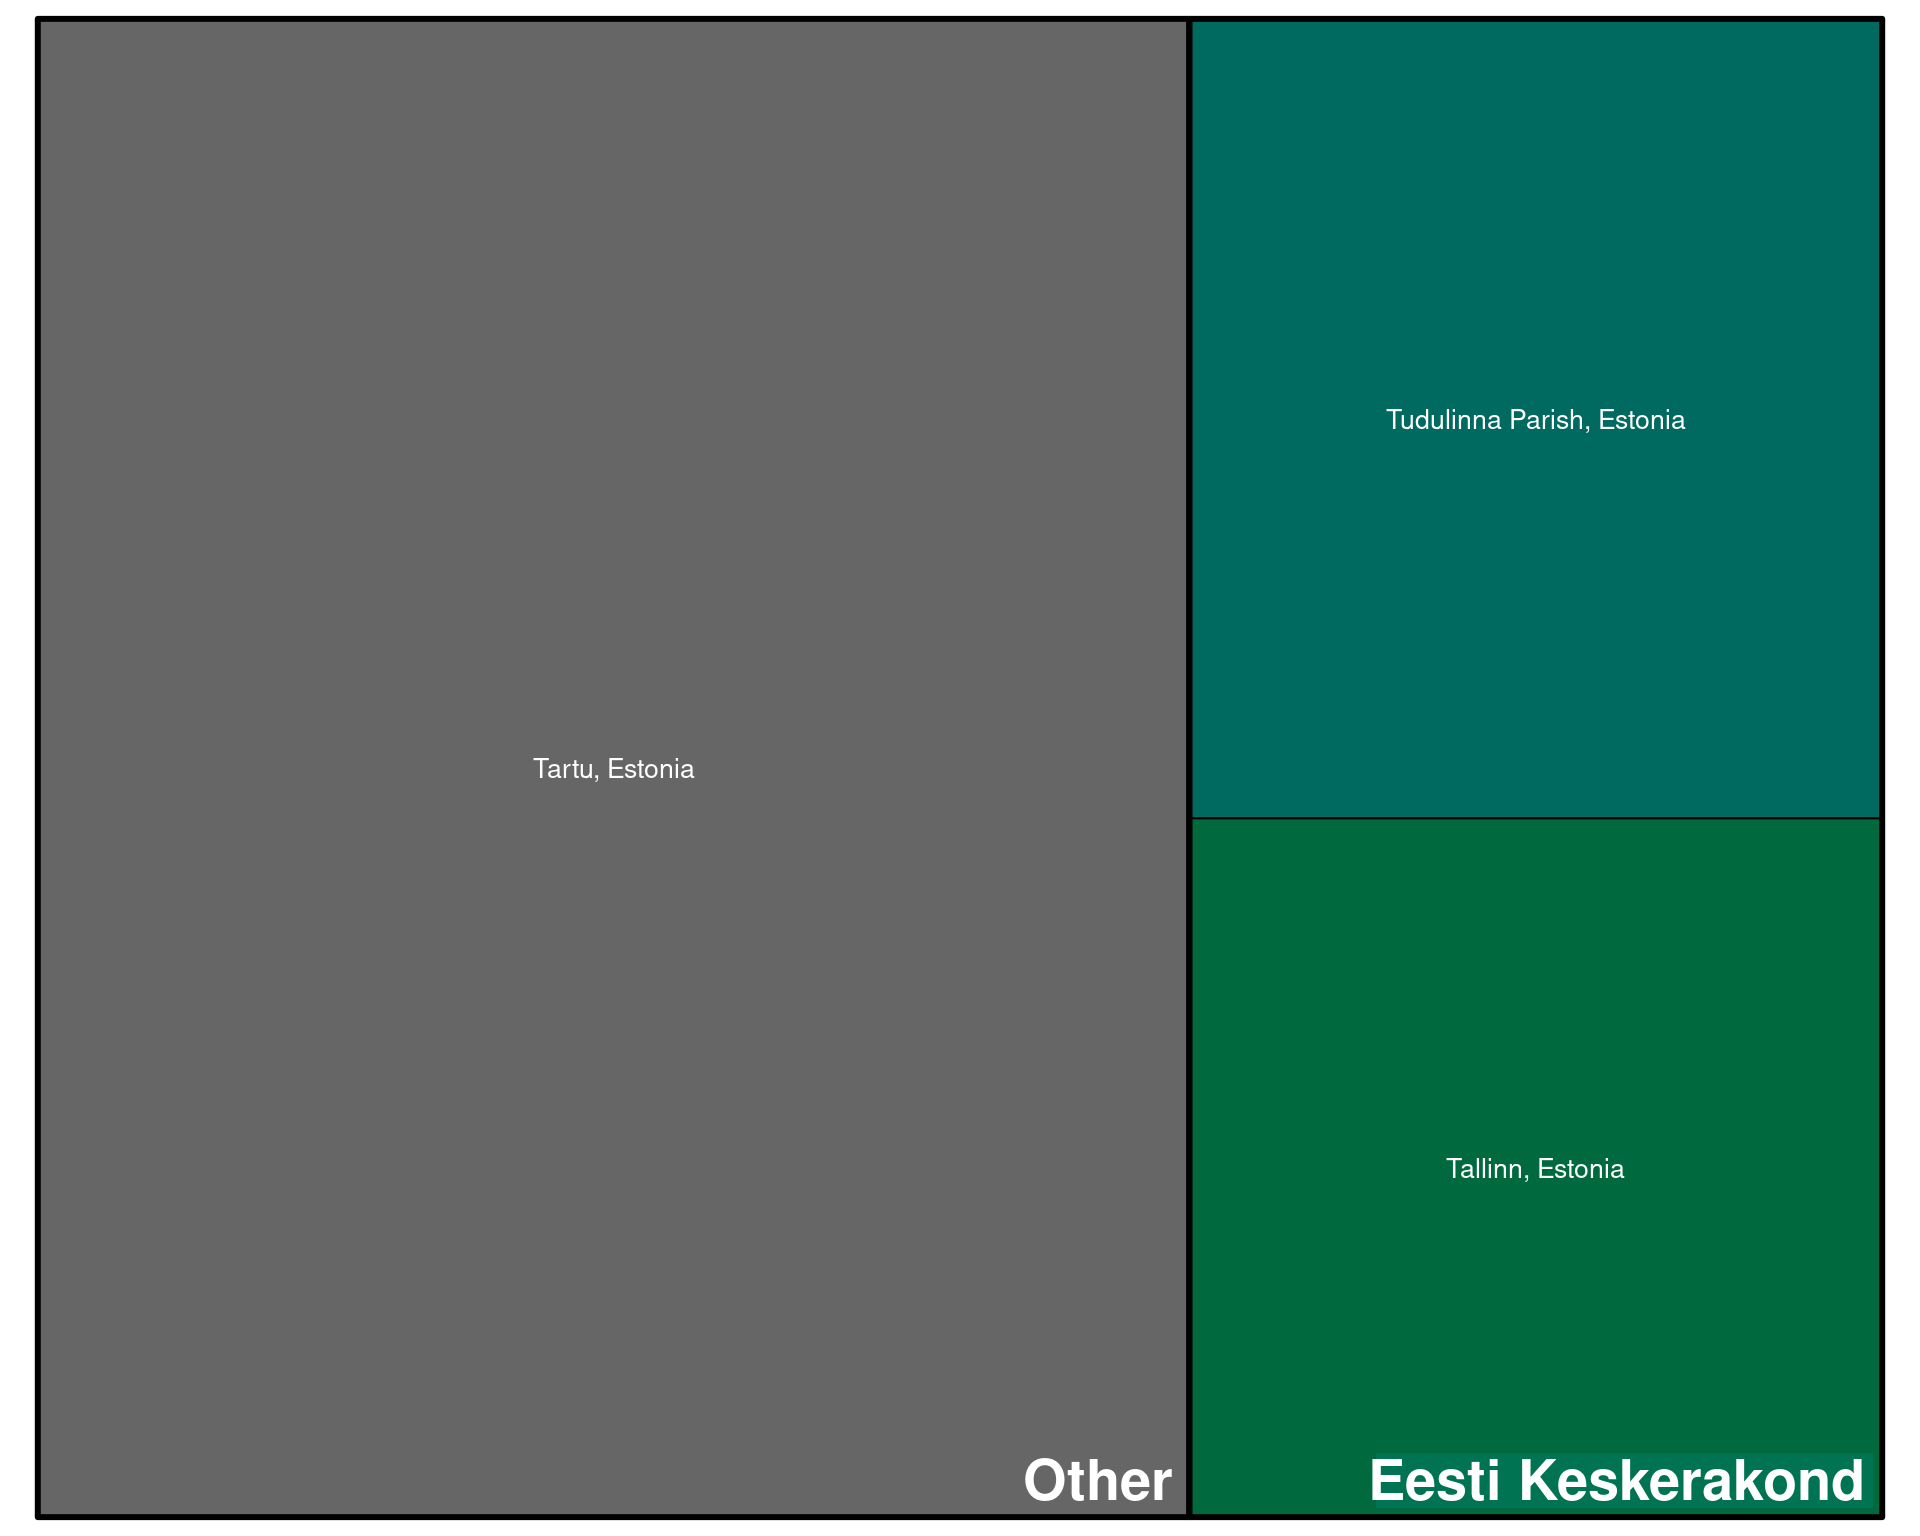 Tudulinna Parish, Estonia
Tartu, Estonia
Tallinn, Estonia
Other
Eesti Keskerakond